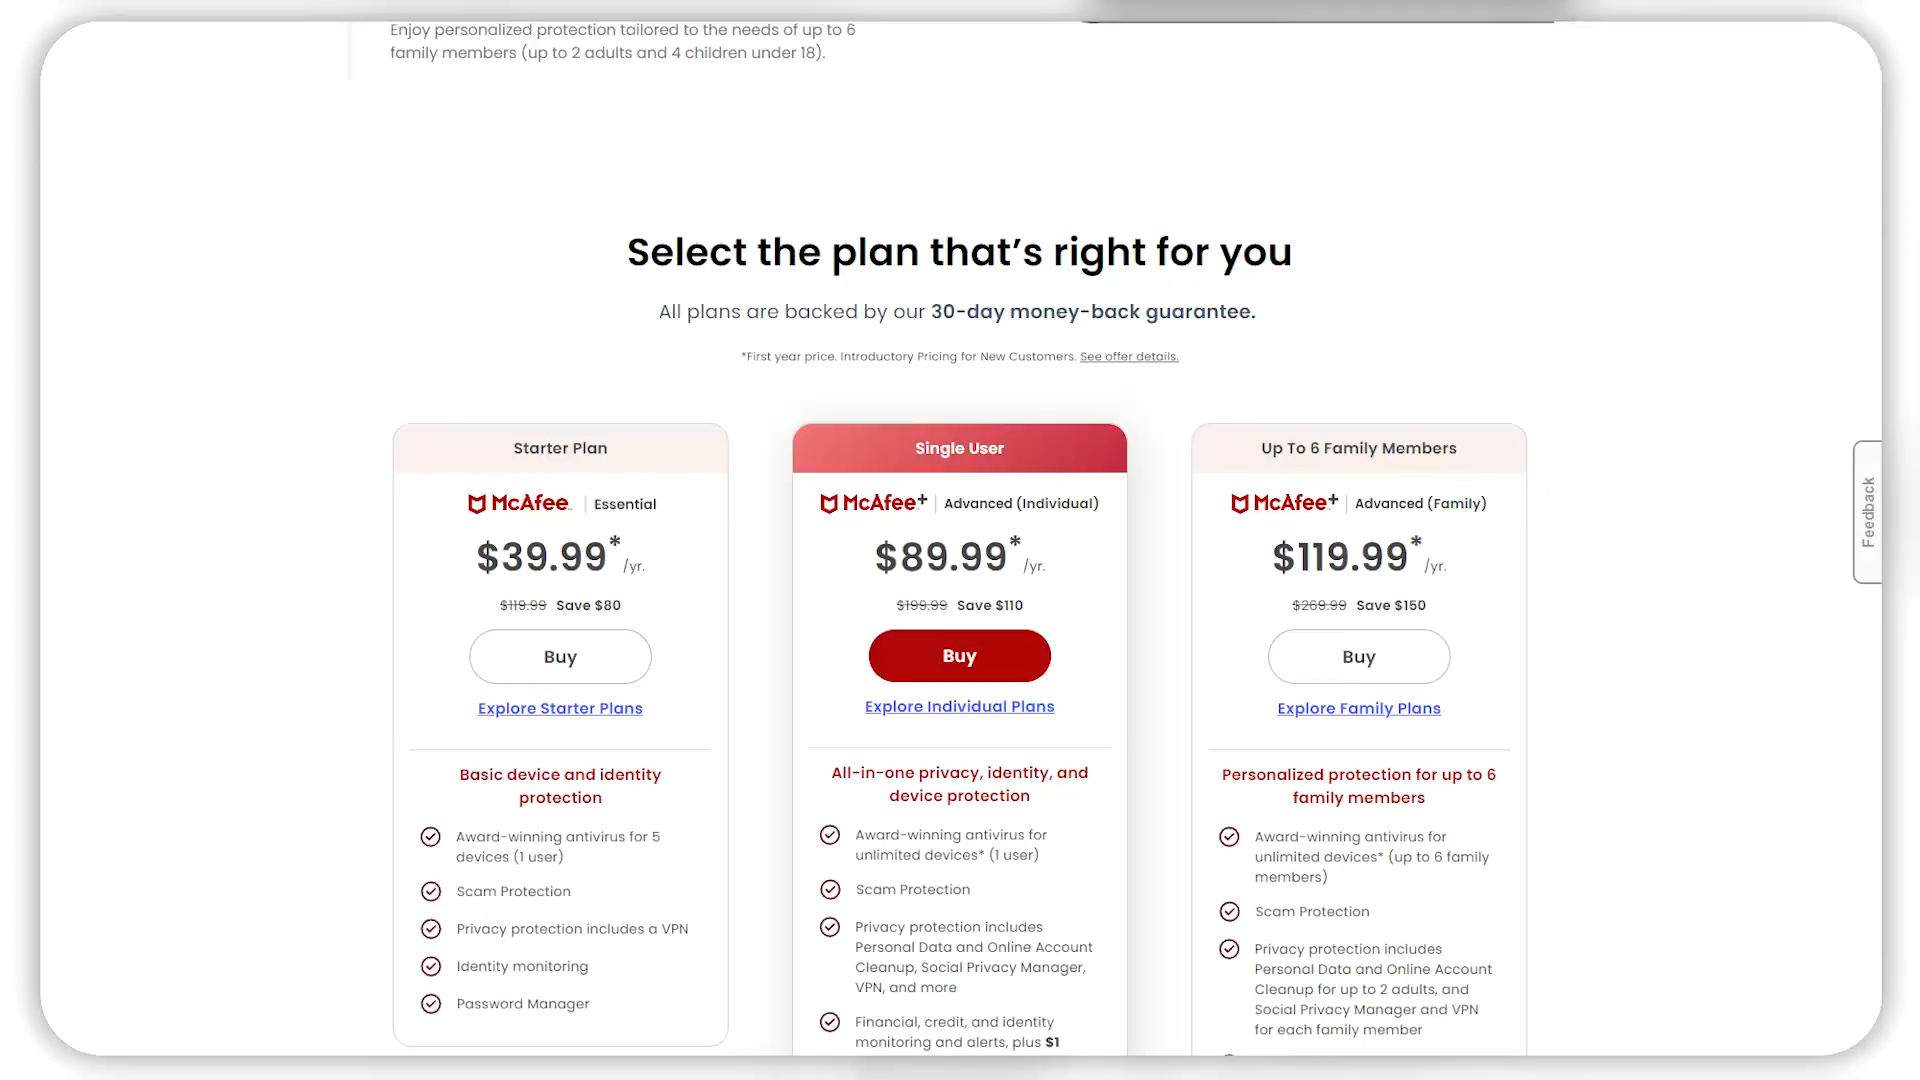 Enjoy personalized protection tailored to the needs of up to 6
family members (up to 2 adults and 4 children under 18).
Select the plan that’s right for you
All plans are backed by our 30-day money-back guarantee.
*First year price. Introductory Pricing for New Customers. See offer details.
Starter Plan
McAfee Essential
$39.99* /yr.
$119.99 Save $80
Buy
Explore Starter Plans
Basic device and identity
protection
Award-winning antivirus for 5
devices (1 user)
Scam Protection
Privacy protection includes a VPN
Identity monitoring
Password Manager
Single User
McAfee+ Advanced (Individual)
$89.99* /yr.
$199.99 Save $110
Buy
Explore Individual Plans
All-in-one privacy, identity, and
device protection
Award-winning antivirus for
unlimited devices* (1 user)
Scam Protection
Privacy protection includes
Personal Data and Online Account
Cleanup, Social Privacy Manager,
VPN, and more
Financial, credit, and identity
monitoring and alerts, plus $1
Up To 6 Family Members
McAfee+ Advanced (Family)
$119.99* /yr.
$269.99 Save $150
Buy
Explore Family Plans
Personalized protection for up to 6
family members
Award-winning antivirus for
unlimited devices* (up to 6 family
members)
Scam Protection
Privacy protection includes
Personal Data and Online Account
Cleanup for up to 2 adults, and
Social Privacy Manager and VPN
for each family member
Feedback